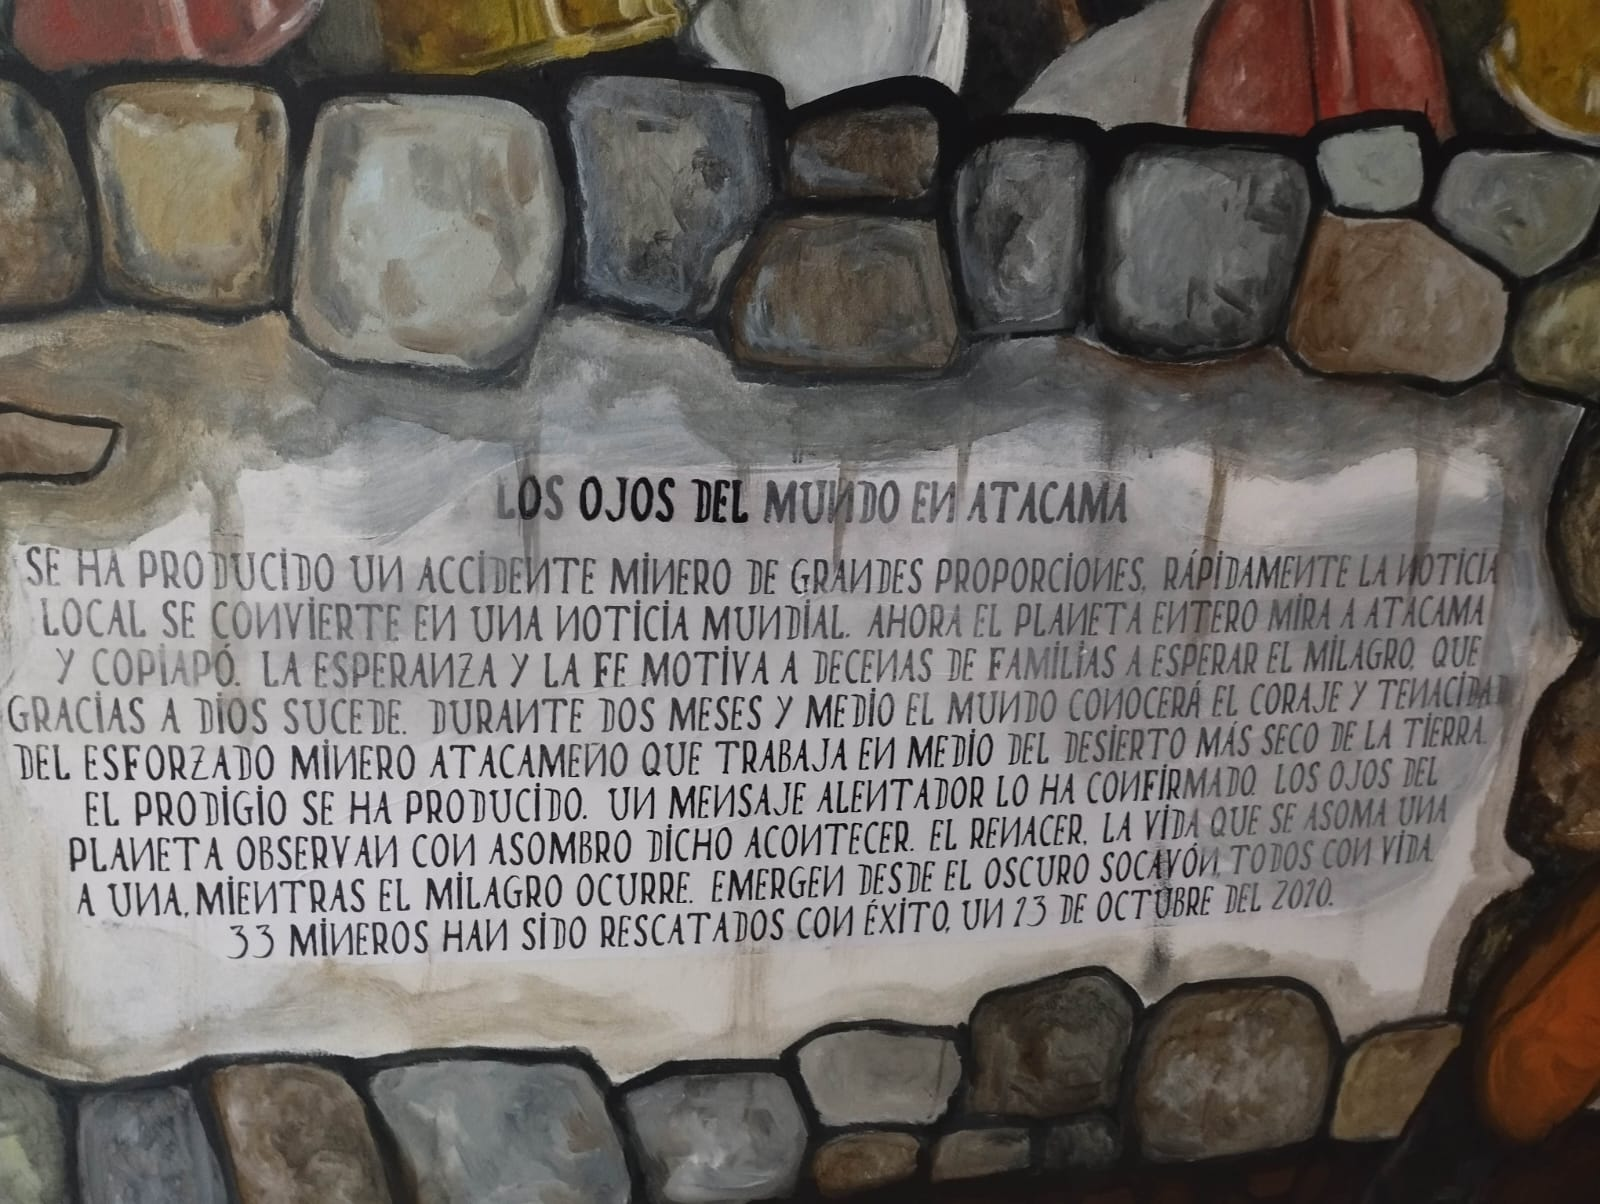 LOS OJOS DEL MUNDO EN ATACAMA
SE HA PRODUCIDO UN ACCIDENTE MINERO DE GRANDES PROPORCIONES, RÁPIDAMENTE LA NOTICIA
LOCAL SE CONVIERTE EN UNA NOTICIA MUNDIAL. AHORA EL PLANETA ENTERO MIRA A ATACAMA
Y COPIAPÓ. LA ESPERANZA Y LA FE MOTIVA A DECENAS DE FAMILIAS A ESPERAR EL MILAGRO, QUE
GRACIAS A DIOS SUCEDE. DURANTE DOS MESES Y MEDIO EL MUNDO CONOCERÁ EL CORAJE Y TENACIDAD
DEL ESFORZADO MINERO ATACAMEÑO QUE TRABAJA EN MEDIO DEL DESIERTO MÁS SECO DE LA TIERRA.
EL PRODIGIO SE HA PRODUCIDO. UN MENSAJE ALENTADOR LO HA CONFIRMADO. LOS OJOS DEL
PLANETA OBSERVAN CON ASOMBRO DICHO ACONTECER. EL RENACER, LA VIDA QUE SE ASOMA UNA
A UNA, MIENTRAS EL MILAGRO OCURRE. EMERGEN DESDE EL OSCURO SOCAVÓN, TODOS CON VIDA.
33 MINEROS HAN SIDO RESCATADOS CON ÉXITO, UN 13 DE OCTUBRE DEL 2010.